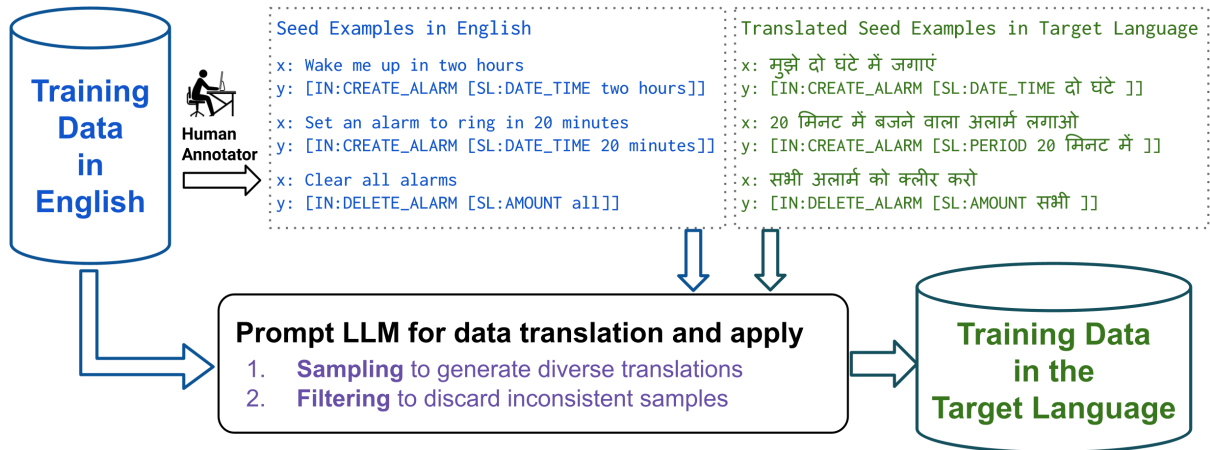 Training
Data
in
English
Human
Annotator
Seed Examples in English
x: Wake me up in two hours
y: [IN:CREATE_ALARM [SL:DATE_TIME two hours]]
x: Set an alarm to ring in 20 minutes
y: [IN:CREATE_ALARM [SL:DATE_TIME 20 minutes]]
x: Clear all alarms
y: [IN:DELETE_ALARM [SL:AMOUNT all]]
Translated Seed Examples in Target Language
x: मुझे दो घंटे में जगाएं
y: [IN:CREATE_ALARM [SL:DATE_TIME दो घंटे ]]
x: 20 मिनट में बजने वाला अलार्म लगाओ
y: [IN:CREATE_ALARM [SL:PERIOD 20 मिनट में ]]
x: सभी अलार्म को क्लीर करो
y: [IN:DELETE_ALARM [SL:AMOUNT सभी ]]
Prompt LLM for data translation and apply
1. Sampling to generate diverse translations
2. Filtering to discard inconsistent samples
Training Data
in the
Target Language